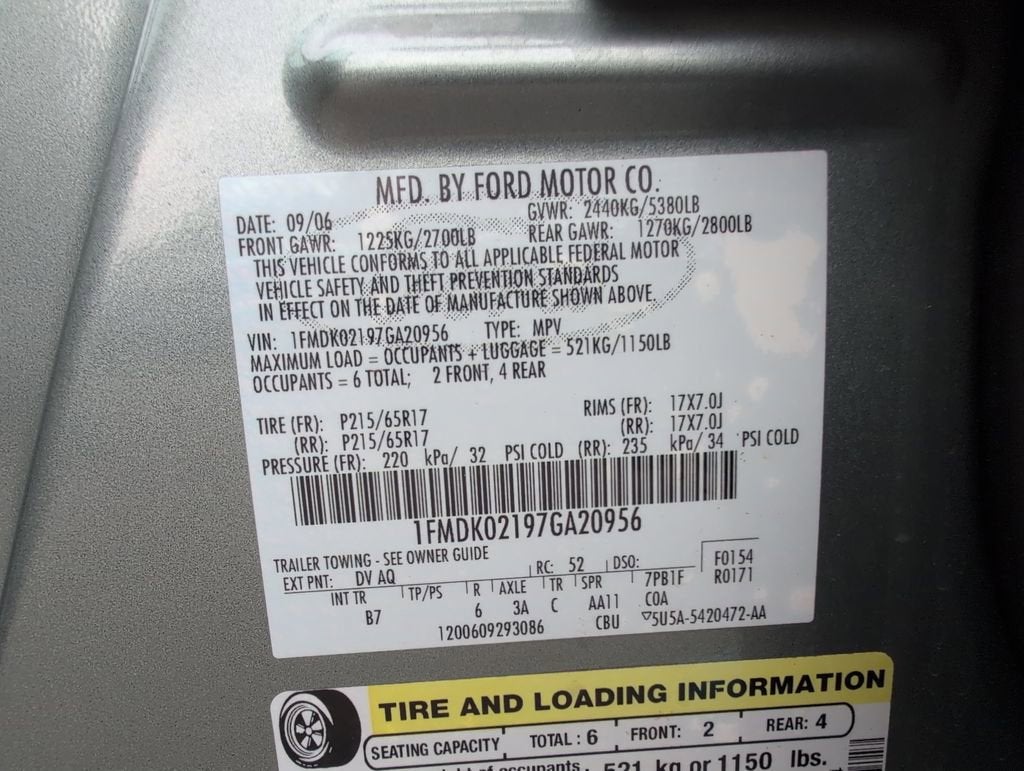 MFD. BY FORD MOTOR CO.
DATE: 09/06 GVWR: 2440KG/5380LB
FRONT GAWR: 1225KG/2700LB REAR GAWR: 1270KG/2800LB
THIS VEHICLE CONFORMS TO ALL APPLICABLE FEDERAL MOTOR
VEHICLE SAFETY AND THEFT PREVENTION STANDARDS
IN EFFECT ON THE DATE OF MANUFACTURE SHOWN ABOVE.
VIN: 1FMDK02197GA20956 TYPE: MPV
MAXIMUM LOAD = OCCUPANTS + LUGGAGE = 521KG/1150LB
OCCUPANTS = 6 TOTAL; 2 FRONT, 4 REAR
TIRE (FR): P215/65R17 RIMS (FR): 17X7.0J
(RR): P215/65R17 (RR): 17X7.0J
PRESSURE (FR): 220 kPa/ 32 PSI COLD (RR): 235 kPa/ 34 PSI COLD
1FMDK02197GA20956
TRAILER TOWING - SEE OWNER GUIDE
EXT PNT: DV AQ RC: 52 DSO: F0154
INT TR TP/PS R AXLE TR SPR 7PB1F R0171
B7 6 3A C AA11 COA
1200609293086 CBU ▽5U5A-5420472-AA
TIRE AND LOADING INFORMATION
SEATING CAPACITY TOTAL : 6 FRONT: 2 REAR: 4
of occupants 521 kg or 1150 lbs.